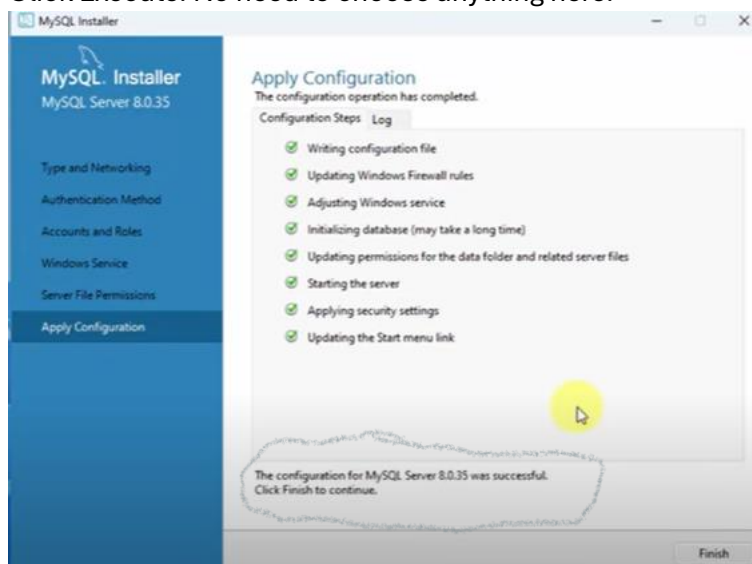 Click Execute. No need to choose anything here.
MySQL Installer
MySQL. Installer
MySQL Server 8.0.35
Type and Networking
Authentication Method
Accounts and Roles
Windows Service
Server File Permissions
Apply Configuration
Apply Configuration
The configuration operation has completed.
Configuration Steps Log
Writing configuration file
Updating Windows Firewall rules
Adjusting Windows service
Initializing database (may take a long time)
Updating permissions for the data folder and related server files
Starting the server
Applying security settings
Updating the Start menu link
The configuration for MySQL Server 8.0.35 was successful.
Click Finish to continue.
Finish